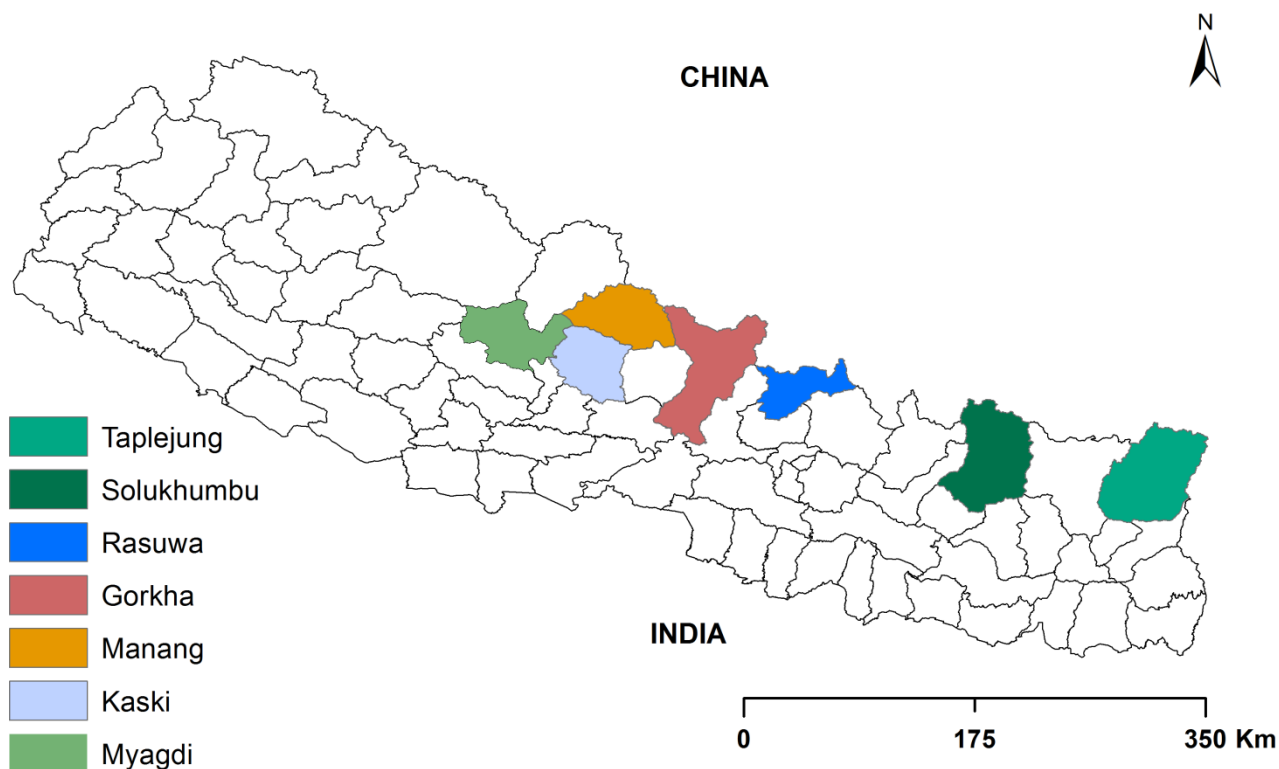 N
CHINA
Taplejung
Solukhumbu
Rasuwa
Gorkha
Manang
INDIA
Kaski
Myagdi
0 175 350 Km